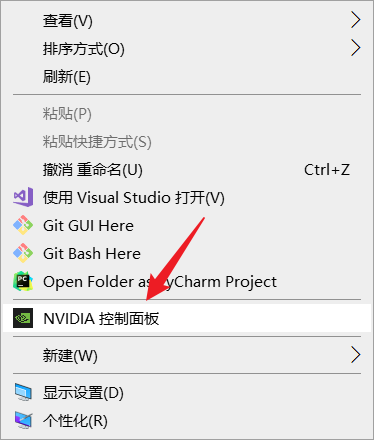 查看(V)
排序方式(O)
刷新(E)
粘贴(P)
粘贴快捷方式(S)
撤消 重命名(U) Ctrl+Z
使用 Visual Studio 打开(V)
Git GUI Here
Git Bash Here
Open Folder as yCharm Project
NVIDIA 控制面板
新建(W)
显示设置(D)
个性化(R)